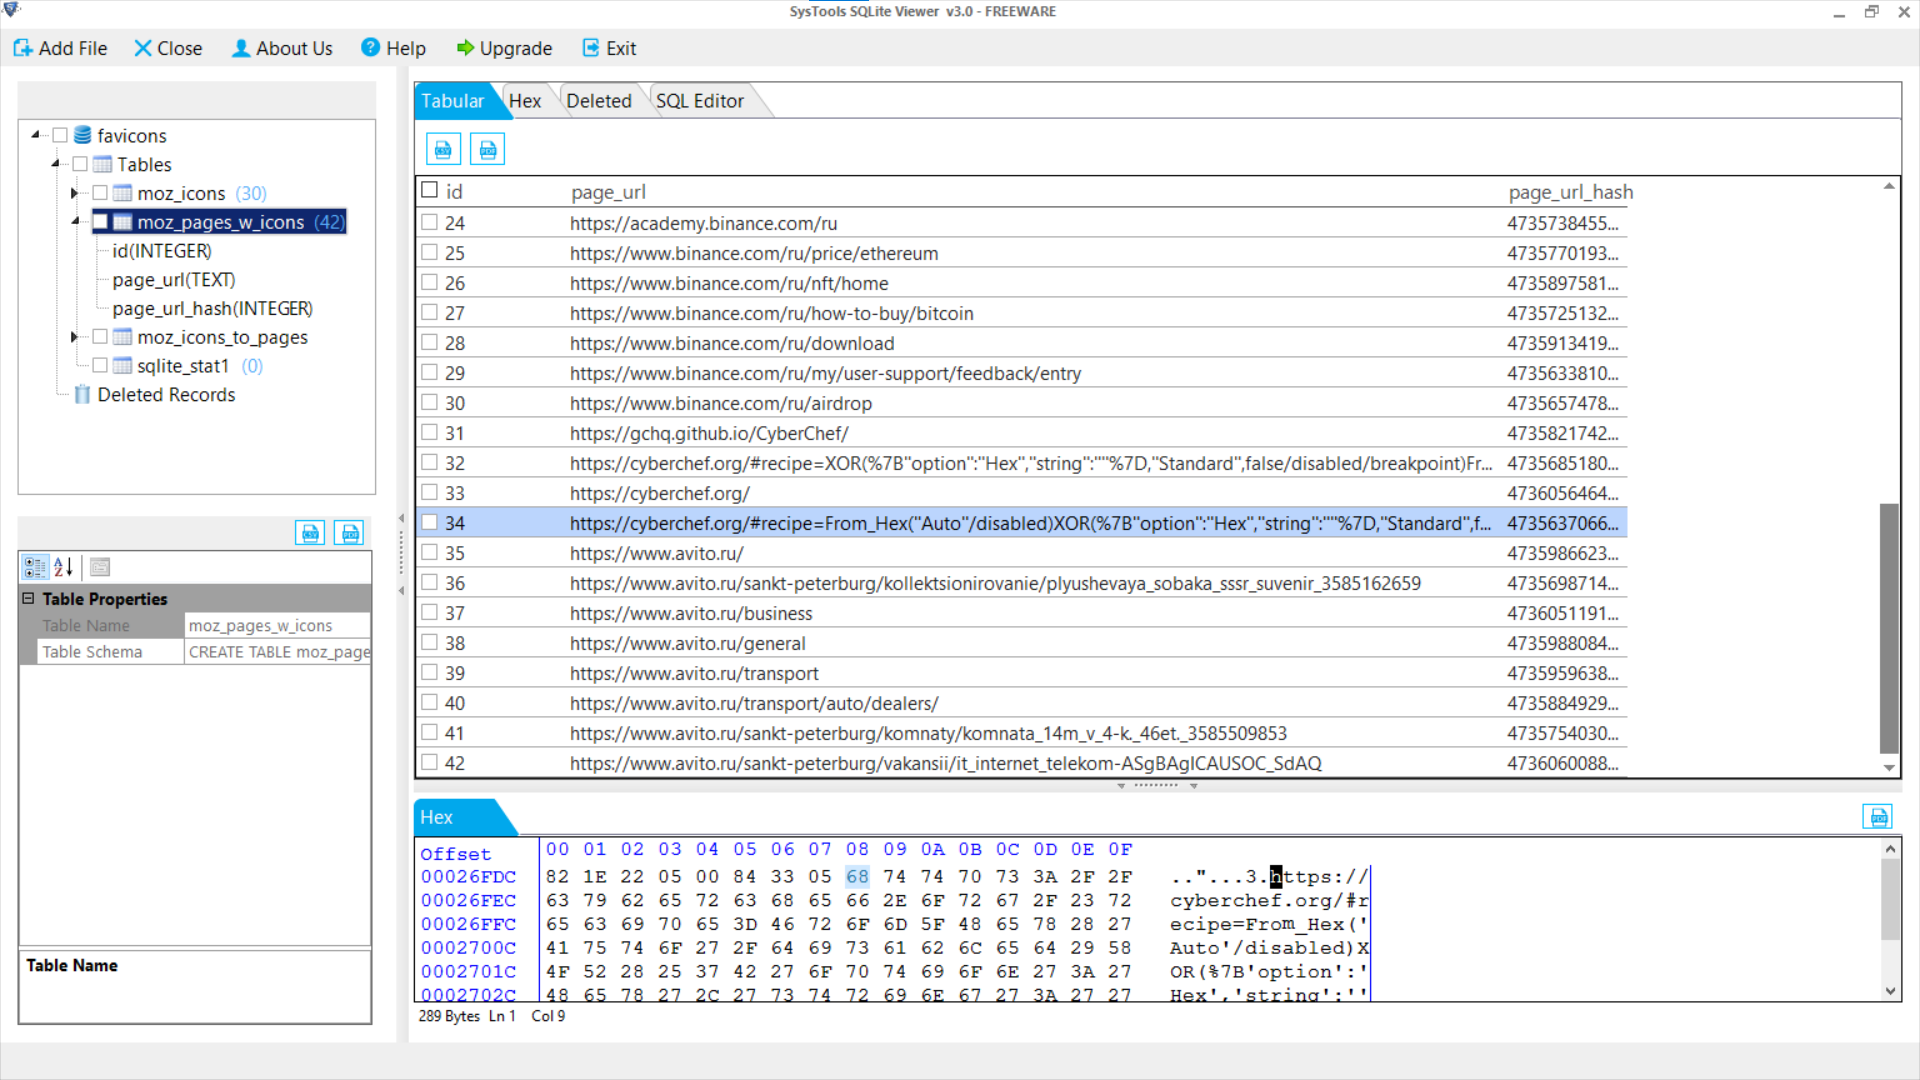 SysTools SQLite Viewer v3.0 - FREEWARE
Add File Close About Us Help Upgrade Exit
favicons
Tables
moz_icons (30)
moz_pages_w_icons (42)
id(INTEGER)
page_url(TEXT)
page_url_hash(INTEGER)
moz_icons_to_pages
sqlite_stat1 (0)
Deleted Records
Table Properties
Table Name moz_pages_w_icons
Table Schema CREATE TABLE moz_page
Table Name
Tabular Hex Deleted SQL Editor
id page_url page_url_hash
24 https://academy.binance.com/ru 4735738455...
25 https://www.binance.com/ru/price/ethereum 4735770193...
26 https://www.binance.com/ru/nft/home 4735897581...
27 https://www.binance.com/ru/how-to-buy/bitcoin 4735725132...
28 https://www.binance.com/ru/download 4735913419...
29 https://www.binance.com/ru/my/user-support/feedback/entry 4735633810...
30 https://www.binance.com/ru/airdrop 4735657478...
31 https://gchq.github.io/CyberChef/ 4735821742...
32 https://cyberchef.org/#recipe=XOR(%7B"option":"Hex","string":""%7D,"Standard",false/disabled/breakpoint)Fr... 4735685180...
33 https://cyberchef.org/ 4736056464...
34 https://cyberchef.org/#recipe=From_Hex("Auto"/disabled)XOR(%7B"option":"Hex","string":""%7D,"Standard",f... 4735637066...
35 https://www.avito.ru/ 4735986623...
36 https://www.avito.ru/sankt-peterburg/kollektsionirovanie/plyushevaya_sobaka_sssr_suvenir_3585162659 4735698714...
37 https://www.avito.ru/business 4736051191...
38 https://www.avito.ru/general 4735988084...
39 https://www.avito.ru/transport 4735959638...
40 https://www.avito.ru/transport/auto/dealers/ 4735884929...
41 https://www.avito.ru/sankt-peterburg/komnaty/komnata_14m_v_4-k._46et._3585509853 4735754030...
42 https://www.avito.ru/sankt-peterburg/vakansii/it_internet_telekom-ASgBAgICAUSOC_SdAQ 4736060088...
Hex
Offset 00 01 02 03 04 05 06 07 08 09 0A 0B 0C 0D 0E 0F
00026FDC 82 1E 22 05 00 84 33 05 68 74 74 70 73 3A 2F 2F .."...3.https://
00026FEC 63 79 62 65 72 63 68 65 66 2E 6F 72 67 2F 23 72 cyberchef.org/#r
00026FFC 65 63 69 70 65 3D 46 72 6F 6D 5F 48 65 78 28 27 ecipe=From_Hex('
0002700C 41 75 74 6F 27 2F 64 69 73 61 62 6C 65 64 29 58 Auto'/disabled)X
0002701C 4F 52 28 25 37 42 27 6F 70 74 69 6F 6E 27 3A 27 OR(%7B'option':'
0002702C 48 65 78 27 2C 27 73 74 72 69 6E 67 27 3A 27 27 Hex','string':''
289 Bytes Ln 1 Col 9